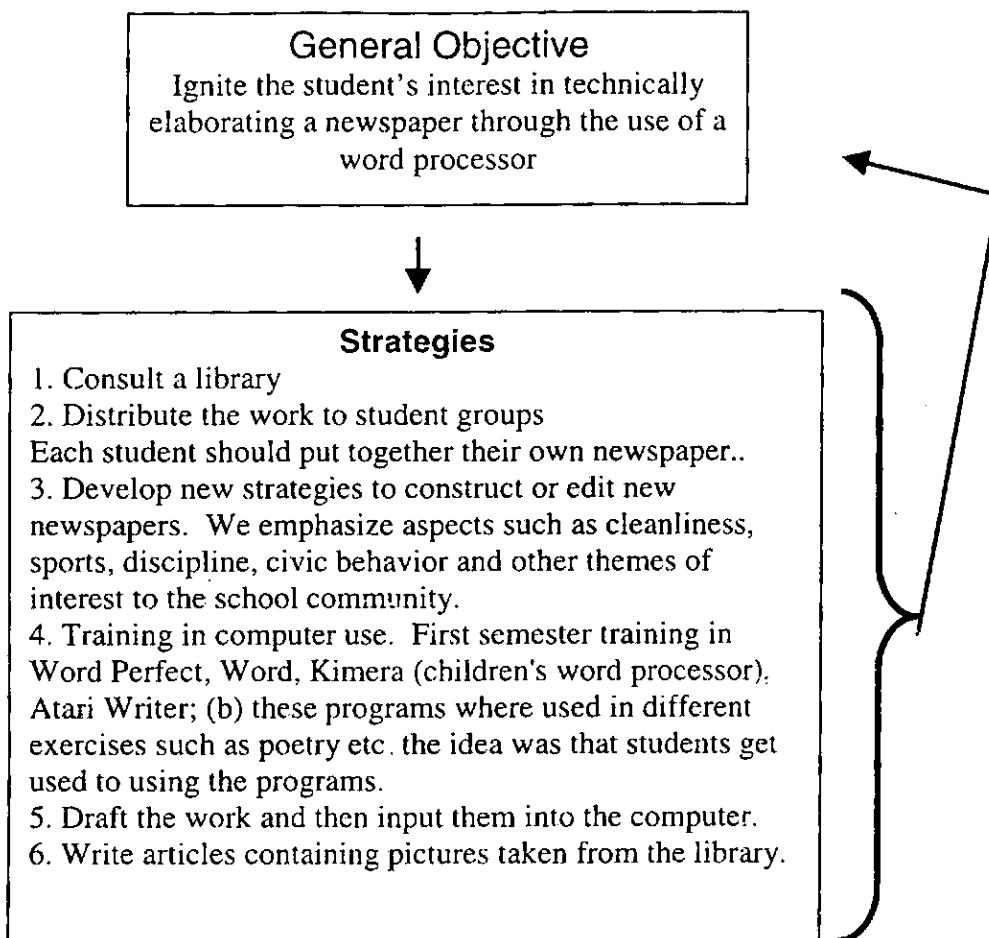 General Objective
Ignite the student's interest in technically
elaborating a newspaper through the use of a
word processor
Strategies
1. Consult a library
2. Distribute the work to student groups
Each student should put together their own newspaper..
3. Develop new strategies to construct or edit new
newspapers. We emphasize aspects such as cleanliness,
sports, discipline, civic behavior and other themes of
interest to the school community.
4. Training in computer use. First semester training in
Word Perfect, Word, Kimera (children's word processor),
Atari Writer; (b) these programs where used in different
exercises such as poetry etc. the idea was that students get
used to using the programs.
5. Draft the work and then input them into the computer.
6. Write articles containing pictures taken from the library.